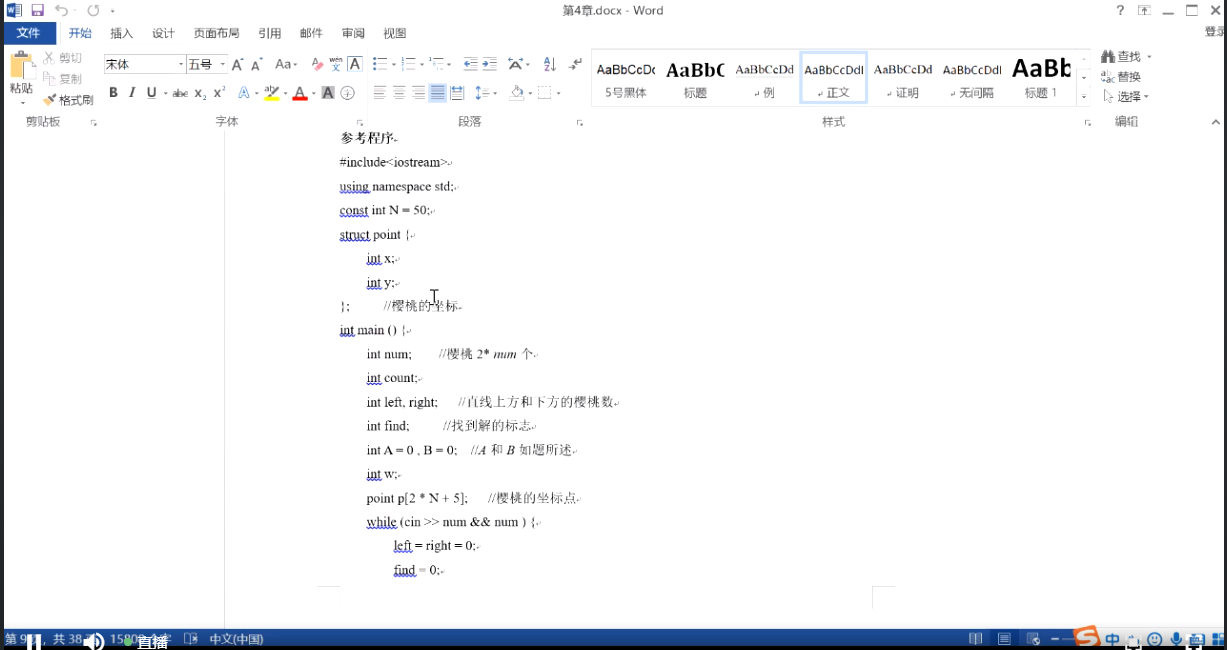 第4章.docx - Word
文件 开始 插入 设计 页面布局 引用 邮件 审阅 视图
登录
粘贴
剪切
复制
格式刷
宋体 五号
AaBbCcDc AaBbC AaBbCcDd AaBbCcDdI AaBbCcDd AaBbCcDdI AaBb
5号黑体 标题 例 正文 证明 无间隔 标题 1
查找
替换
选择
剪贴板 字体 段落 样式 编辑
参考程序
#include<iostream>
using namespace std;
const int N = 50;
struct point {
int x;
int y;
}; //樱桃的坐标
int main () {
int num; //樱桃 2* num 个
int count;
int left, right; //直线上方和下方的樱桃数
int find; //找到解的标志
int A = 0 , B = 0; //A 和 B 如题所述
int w;
point p[2 * N + 5]; //樱桃的坐标点
while (cin >> num && num ) {
left = right = 0;
find = 0;
中文(中国)
直播
中